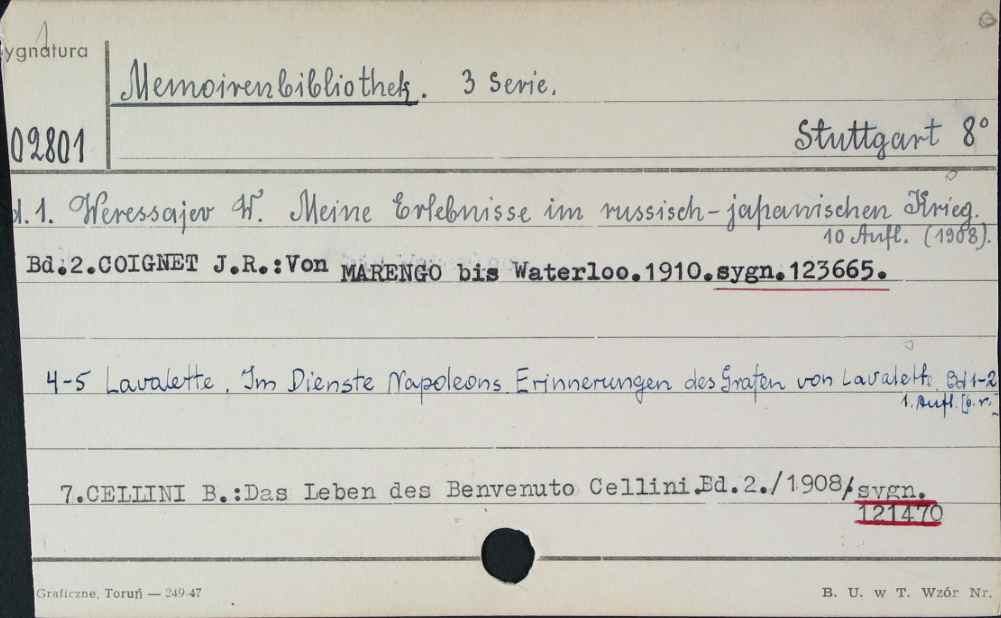 ygnatura
Memoirenbibliothek. 3 Serie.
02801
Stuttgart 8°
d.1. Weressajev W. Meine Erlebnisse im russisch-japanischen Krieg.
10 Aufl. (1908).
Bd.2.COIGNET J.R.:Von MARENGO bis Waterloo.1910.sygn.123665.
4-5 Lavalette, Im Dienste Napoleons. Erinnerungen des Grafen von Lavalette. Bd 1-2
1. Aufl. [b.r.]
7.CELLINI B.:Das Leben des Benvenuto Cellini.Bd.2./1908/.sygn.
121470
Graficzne, Toruń — 249-47
B. U. w T. Wzór Nr.